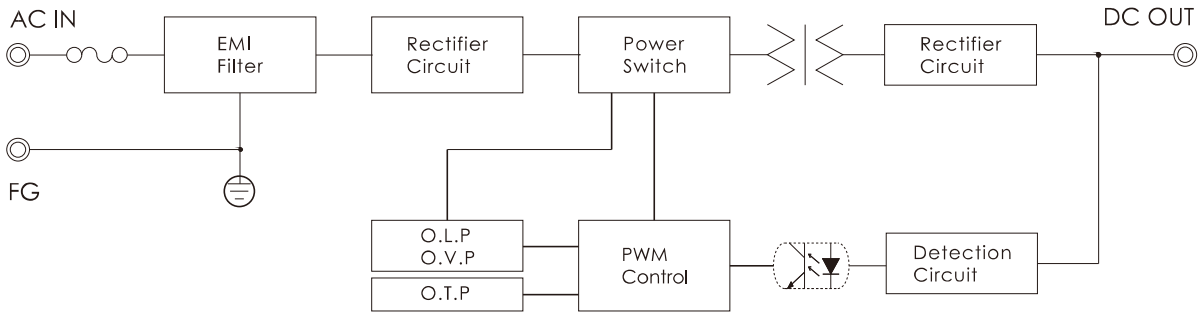 AC IN
DC OUT
EMI
Filter
Rectifier
Circuit
Power
Switch
Rectifier
Circuit
FG
O.L.P
O.V.P
O.T.P
PWM
Control
Detection
Circuit